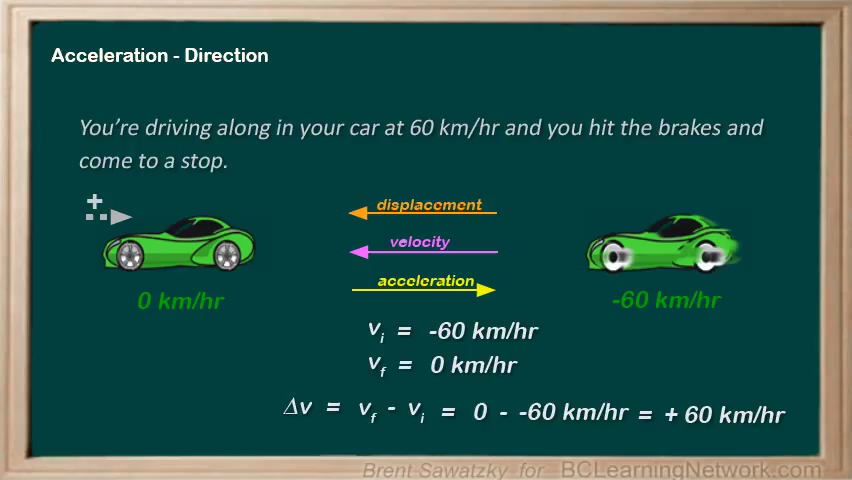 Acceleration - Direction
You're driving along in your car at 60 km/hr and you hit the brakes and
come to a stop.
+
displacement
velocity
acceleration
0 km/hr
-60 km/hr
vi = -60 km/hr
vf = 0 km/hr
Δv = vf - vi = 0 - -60 km/hr = + 60 km/hr
Brent Sawatzky for BCLearningNetwork.com